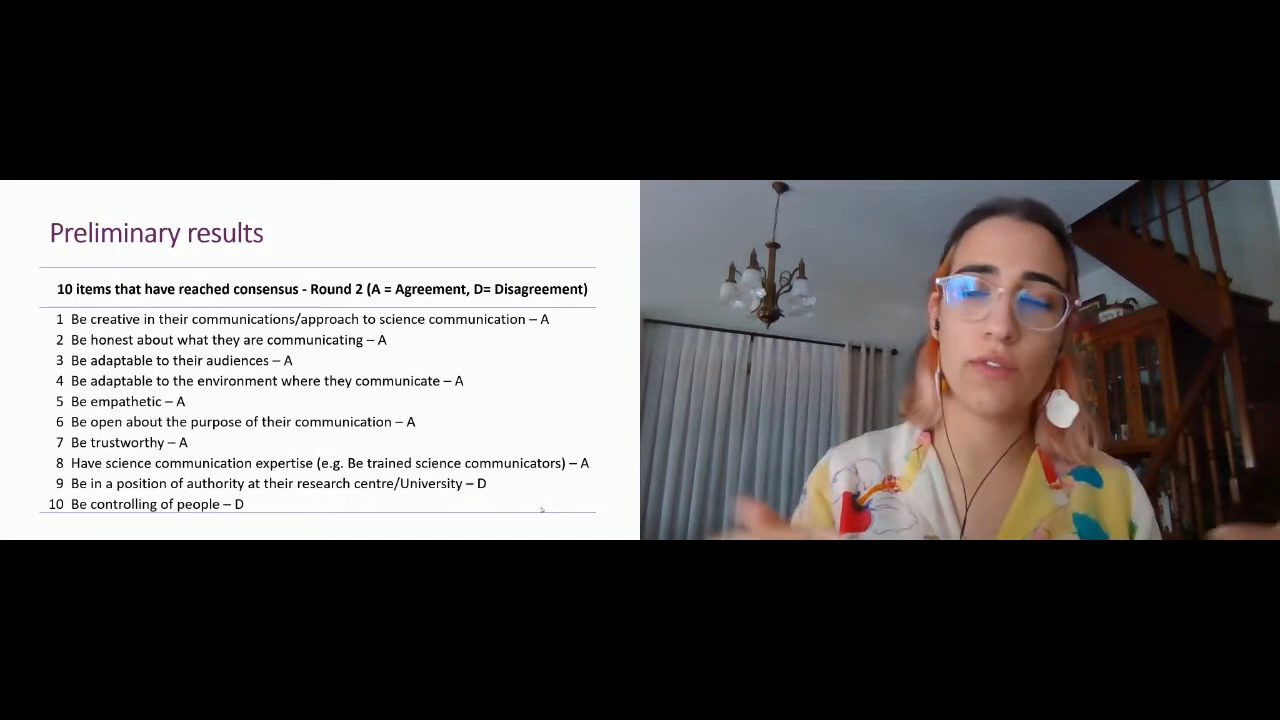 Preliminary results
10 items that have reached consensus - Round 2 (A = Agreement, D= Disagreement)
1 Be creative in their communications/approach to science communication – A
2 Be honest about what they are communicating – A
3 Be adaptable to their audiences – A
4 Be adaptable to the environment where they communicate – A
5 Be empathetic – A
6 Be open about the purpose of their communication – A
7 Be trustworthy – A
8 Have science communication expertise (e.g. Be trained science communicators) – A
9 Be in a position of authority at their research centre/University – D
10 Be controlling of people – D